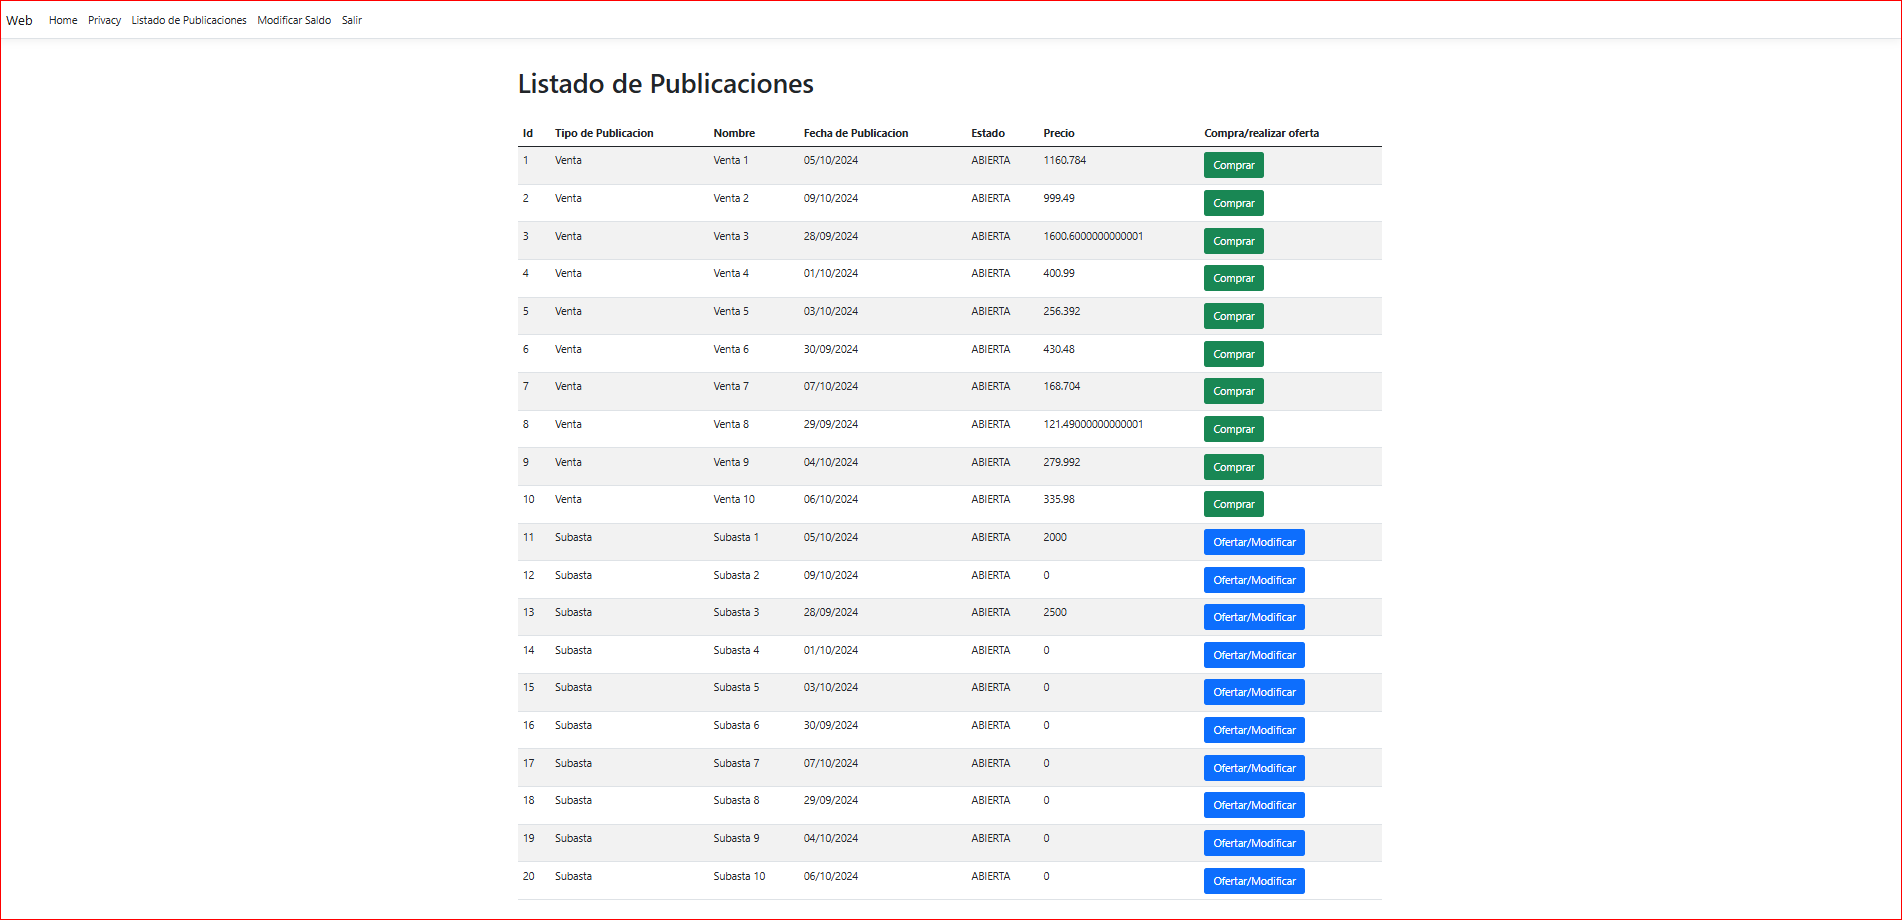 Web Home Privacy Listado de Publicaciones Modificar Saldo Salir
Listado de Publicaciones
Id Tipo de Publicacion Nombre Fecha de Publicacion Estado Precio Compra/realizar oferta
1 Venta Venta 1 05/10/2024 ABIERTA 1160.784 Comprar
2 Venta Venta 2 09/10/2024 ABIERTA 999.49 Comprar
3 Venta Venta 3 28/09/2024 ABIERTA 1600.6000000000001 Comprar
4 Venta Venta 4 01/10/2024 ABIERTA 400.99 Comprar
5 Venta Venta 5 03/10/2024 ABIERTA 256.392 Comprar
6 Venta Venta 6 30/09/2024 ABIERTA 430.48 Comprar
7 Venta Venta 7 07/10/2024 ABIERTA 168.704 Comprar
8 Venta Venta 8 29/09/2024 ABIERTA 121.49000000000001 Comprar
9 Venta Venta 9 04/10/2024 ABIERTA 279.992 Comprar
10 Venta Venta 10 06/10/2024 ABIERTA 335.98 Comprar
11 Subasta Subasta 1 05/10/2024 ABIERTA 2000 Ofertar/Modificar
12 Subasta Subasta 2 09/10/2024 ABIERTA 0 Ofertar/Modificar
13 Subasta Subasta 3 28/09/2024 ABIERTA 2500 Ofertar/Modificar
14 Subasta Subasta 4 01/10/2024 ABIERTA 0 Ofertar/Modificar
15 Subasta Subasta 5 03/10/2024 ABIERTA 0 Ofertar/Modificar
16 Subasta Subasta 6 30/09/2024 ABIERTA 0 Ofertar/Modificar
17 Subasta Subasta 7 07/10/2024 ABIERTA 0 Ofertar/Modificar
18 Subasta Subasta 8 29/09/2024 ABIERTA 0 Ofertar/Modificar
19 Subasta Subasta 9 04/10/2024 ABIERTA 0 Ofertar/Modificar
20 Subasta Subasta 10 06/10/2024 ABIERTA 0 Ofertar/Modificar